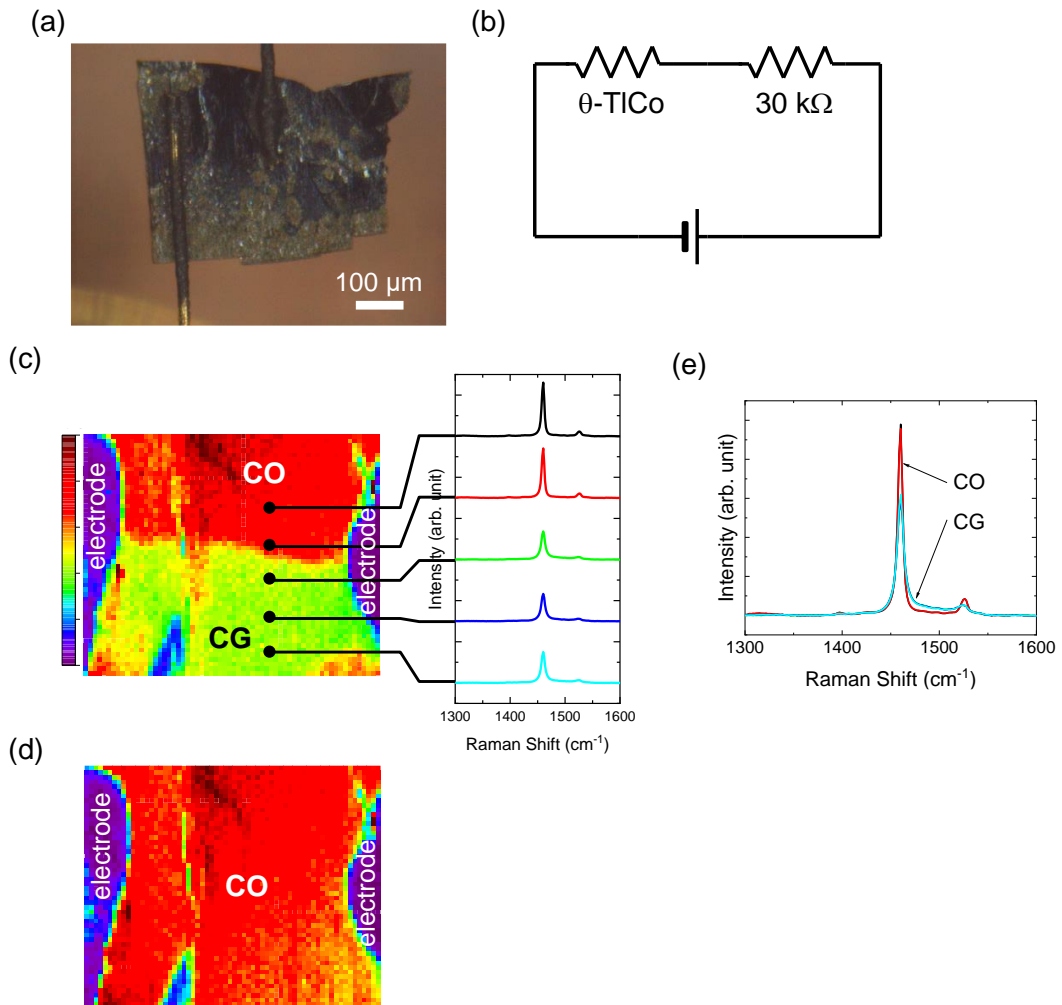 (a)
100 μm
(b)
θ-TlCo
30 kΩ
(c)
electrode
CO
CG
electrode
Intensity (arb. unit)
1300 1400 1500 1600
Raman Shift (cm⁻¹)
(e)
Intensity (arb. unit)
CO
CG
1300 1400 1500 1600
Raman Shift (cm⁻¹)
(d)
electrode
CO
electrode